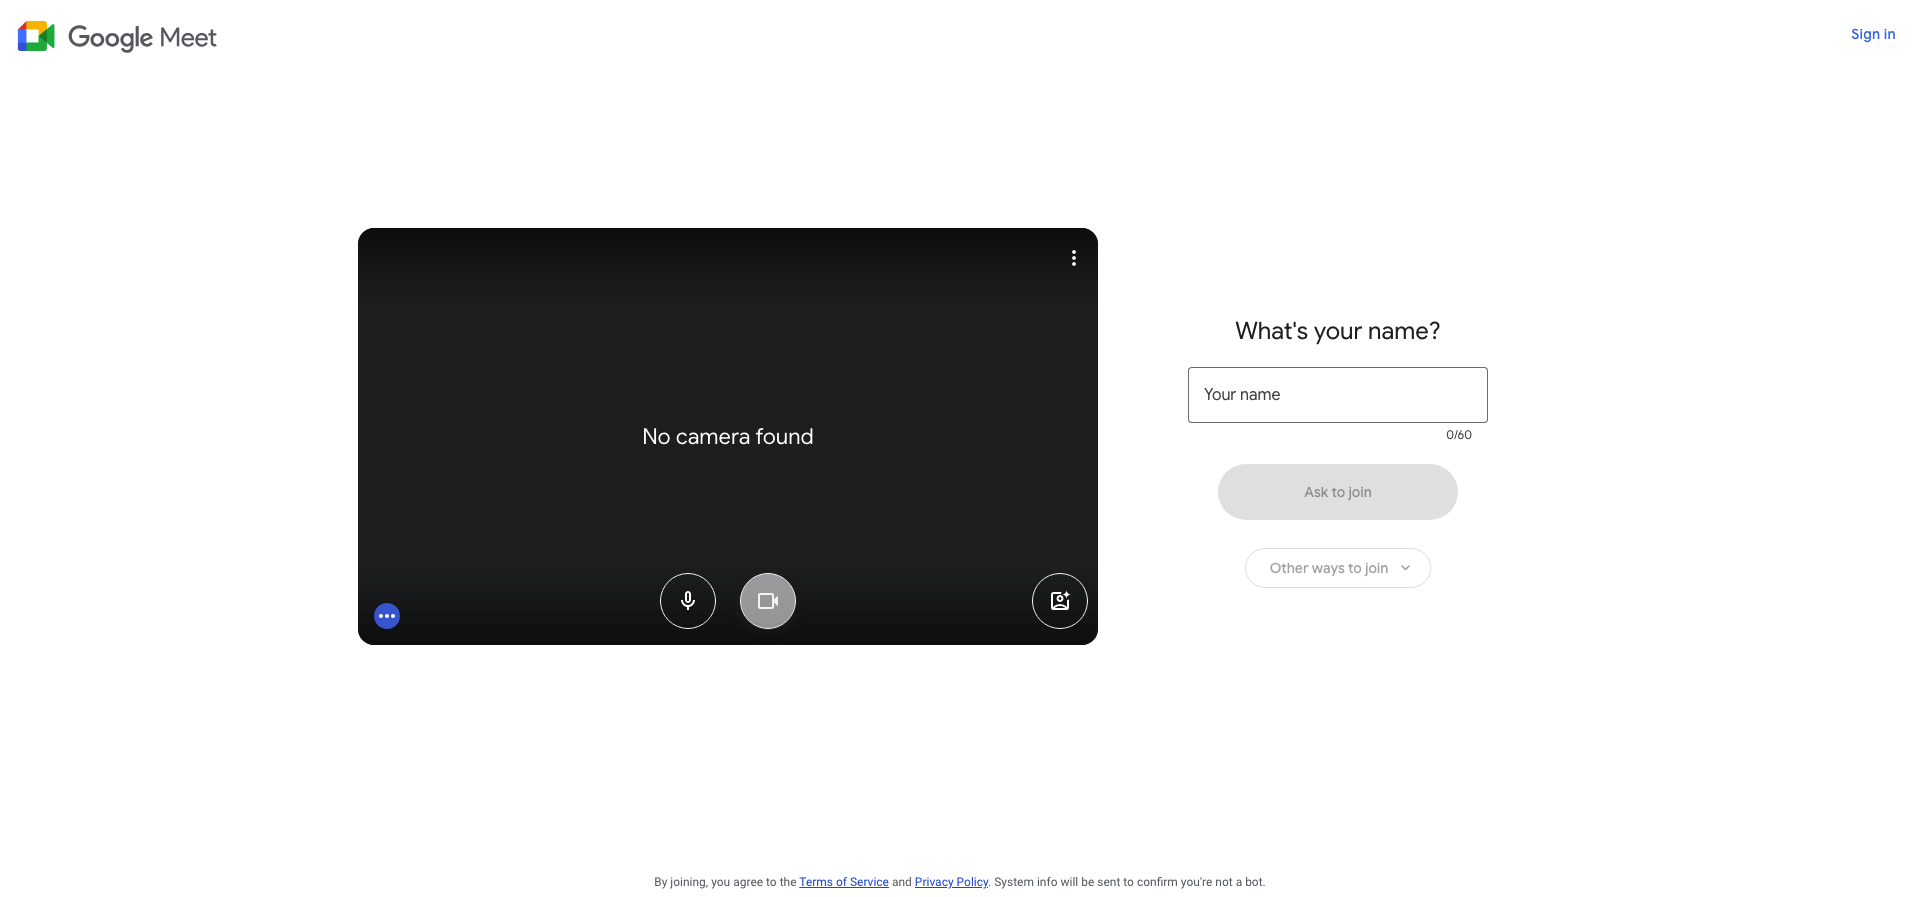 Google Meet
Sign in
No camera found
What's your name?
Your name
0/60
Ask to join
Other ways to join
By joining, you agree to the Terms of Service and Privacy Policy. System info will be sent to confirm you're not a bot.